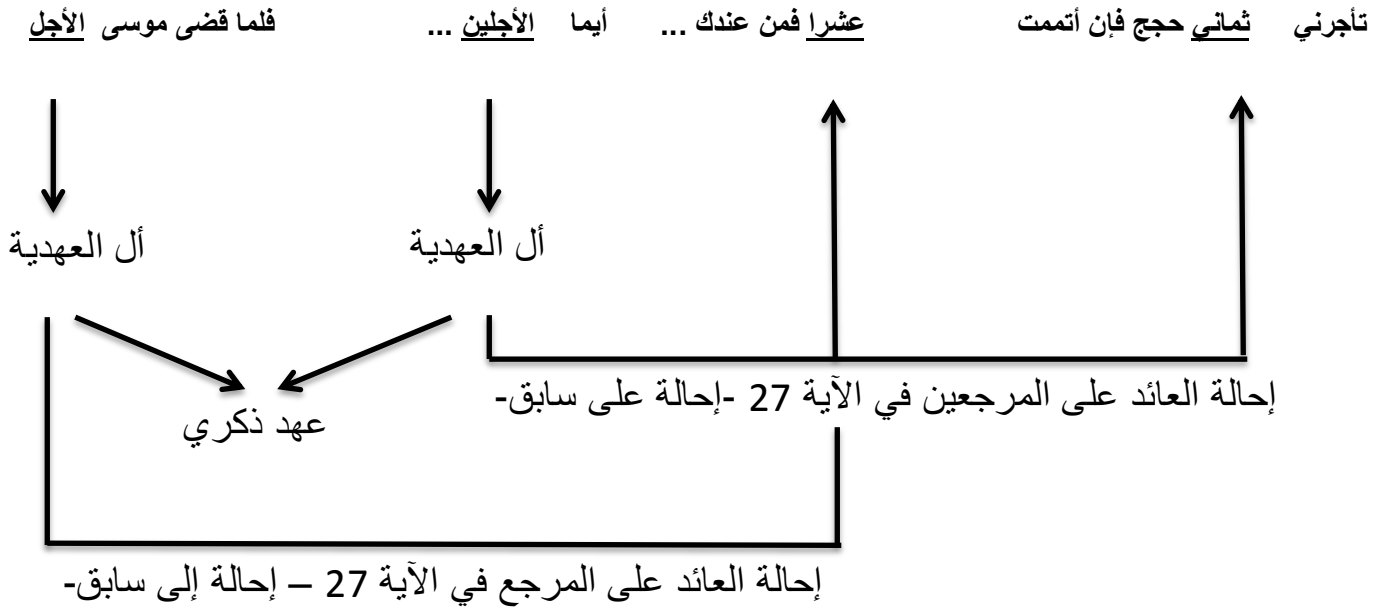 تأجرني ثماني حجج فإن أتممت عشرا فمن عندك ... أيما الأجلين ... فلما قضى موسى الأجل
أل العهدية
أل العهدية
إحالة العائد على المرجعين في الآية 27 -إحالة على سابق-
عهد ذكري
إحالة العائد على المرجع في الآية 27 – إحالة إلى سابق-